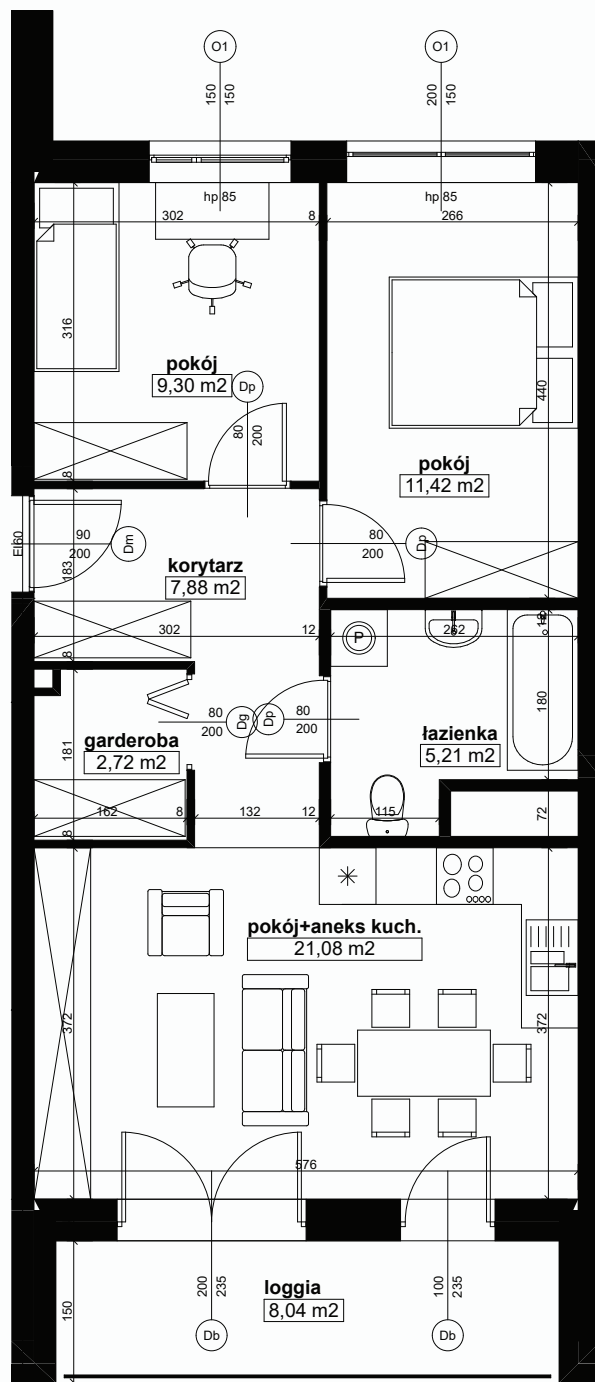 O1
O1
150
150
200
150
hp 85
hp 85
302
8
266
316
pokój
9,30 m2
Dp
440
80
200
pokój
11,42 m2
8
EI60
90
200
Dm
80
200
Dp
183
korytarz
7,88 m2
302
12
262
12
P
8
180
80
200
Dg
Dp
80
200
garderoba
2,72 m2
181
łazienka
5,21 m2
162
8
132
12
115
72
8
pokój+aneks kuch.
21,08 m2
372
372
576
200
235
100
235
loggia
8,04 m2
150
Db
Db